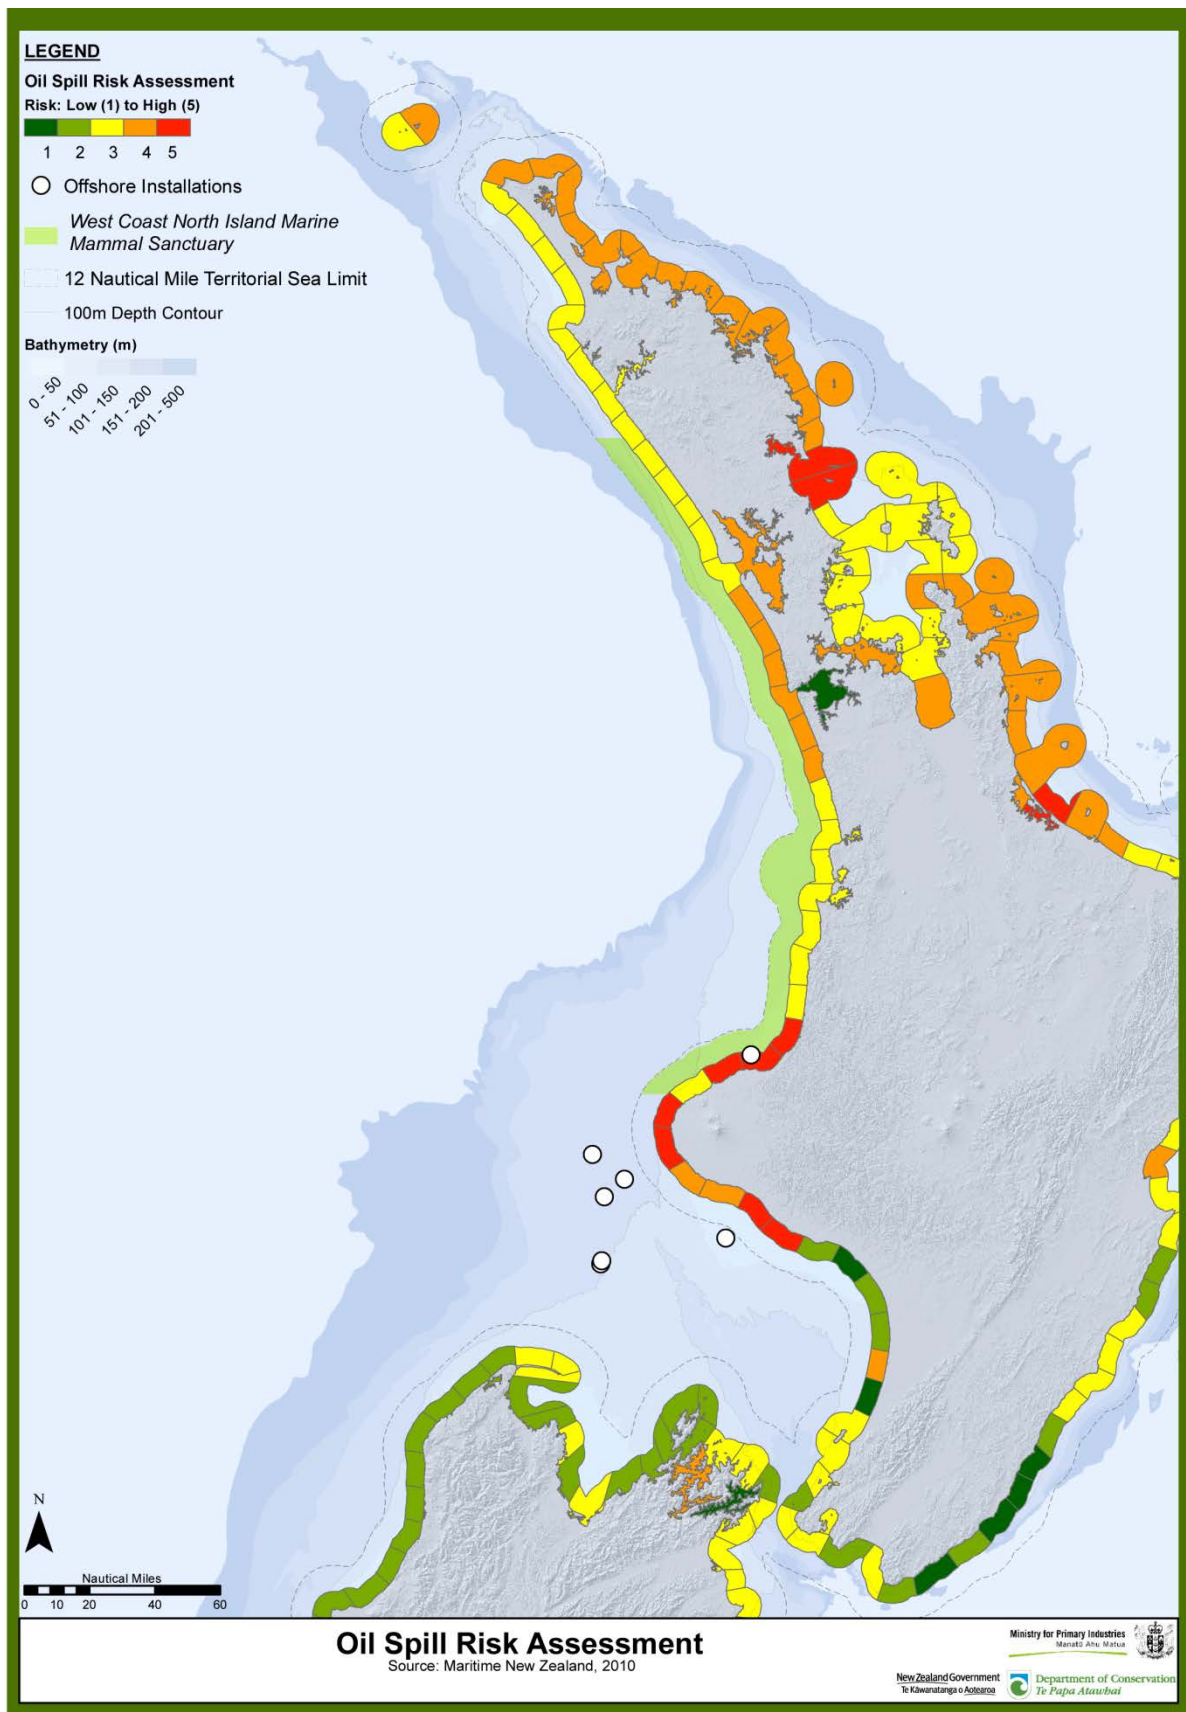 LEGEND
Oil Spill Risk Assessment
Risk: Low (1) to High (5)
1 2 3 4 5
Offshore Installations
West Coast North Island Marine
Mammal Sanctuary
12 Nautical Mile Territorial Sea Limit
100m Depth Contour
Bathymetry (m)
0 - 50
51 - 100
101 - 150
151 - 200
201 - 500
N
Nautical Miles
0 10 20 40 60
Oil Spill Risk Assessment
Source: Maritime New Zealand, 2010
Ministry for Primary Industries
Manatū Ahu Matua
New Zealand Government
Te Kāwanatanga o Aotearoa
Department of Conservation
Te Papa Atawhai